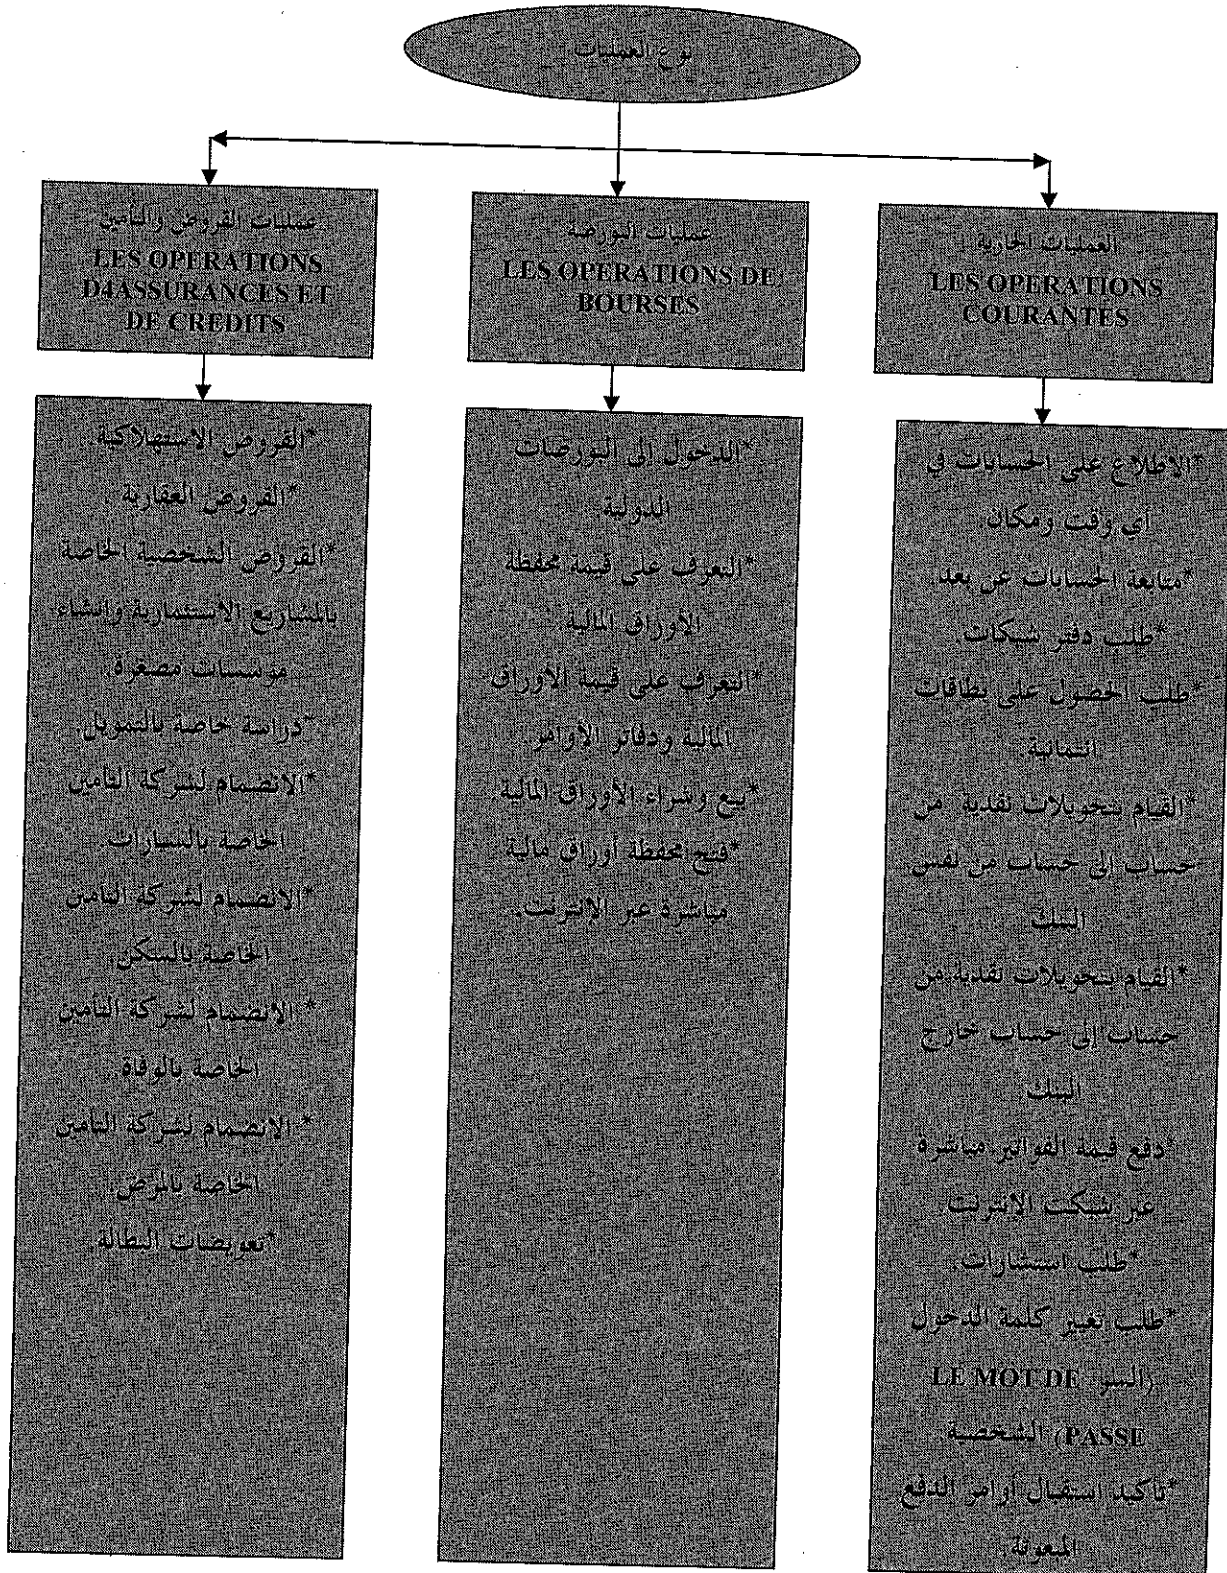 نوع العمليات
العمليات الجارية
LES OPERATIONS
COURANTES
*الاطلاع على الحسابات في
أي وقت ومكان
*متابعة الحسابات عن بعد
*طلب دفتر شيكات
*طلب الحصول على بطاقات
ائتمانية
*القيام بتحويلات نقدية من
حساب إلى حساب من نفس
البنك
*القيام بتحويلات نقدية من
حساب إلى حساب خارج
البنك
*دفع قيمة الفواتير مباشرة
عبر شبكت الإنترنت
*طلب استشارات.
*طلب تغيير كلمة الدخول
(السر LE MOT DE
PASSE) الشخصية
*تأكيد استقبال أوامر الدفع
المبعوثة.
عمليات البورصة
LES OPERATIONS DE
BOURSES
*الدخول إلى البورصات
الدولية
*التعرف على قيمة محفظة
الأوراق المالية
*التعرف على قيمة الأوراق
المالية ودفاتر الأوامر.
*بيع وشراء الأوراق المالية
*فتح محفظة أوراق مالية
مباشرة عبر الانترنت.
عمليات القروض والتأمين
LES OPERATIONS
D4ASSURANCES ET
DE CREDITS
*القروض الاستهلاكية
*القروض العقارية
*القروض الشخصية الخاصة
بالمشاريع الاستثمارية وإنشاء
مؤسسات مصغرة.
-دراسة خاصة بالتمويل.
*الانضمام لشركة التأمين
الخاصة بالسيارات
*الانضمام لشركة التأمين
الخاصة بالسكن
* الانضمام لشركة التأمين
الخاصة بالوفاة.
* الانضمام لشركة التأمين
الخاصة بالمرض.
*تعويضات البطالة.